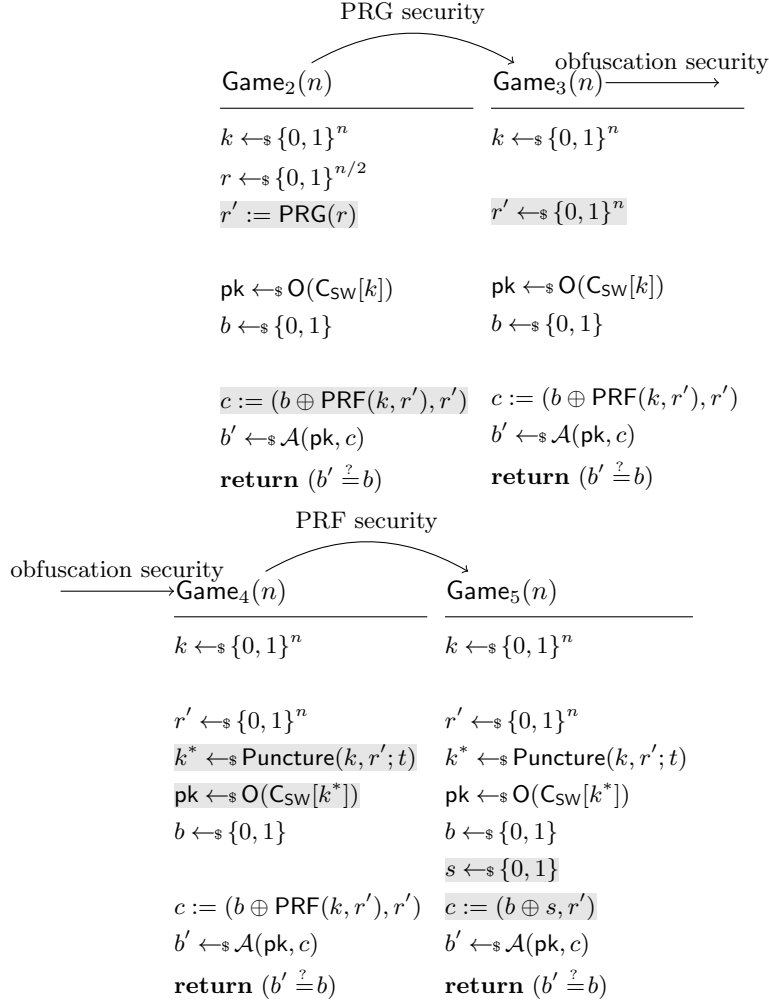 PRG security
obfuscation security
Game₂(n) Game₃(n)
k ←$ {0, 1}ⁿ k ←$ {0, 1}ⁿ
r ←$ {0, 1}^{n/2}
r′ := PRG(r) r′ ←$ {0, 1}ⁿ
pk ←$ O(C_SW[k]) pk ←$ O(C_SW[k])
b ←$ {0, 1} b ←$ {0, 1}
c := (b ⊕ PRF(k, r′), r′) c := (b ⊕ PRF(k, r′), r′)
b′ ←$ A(pk, c) b′ ←$ A(pk, c)
return (b′ ≟ b) return (b′ ≟ b)
PRF security
obfuscation security
Game₄(n) Game₅(n)
k ←$ {0, 1}ⁿ k ←$ {0, 1}ⁿ
r′ ←$ {0, 1}ⁿ r′ ←$ {0, 1}ⁿ
k* ←$ Puncture(k, r′; t) k* ←$ Puncture(k, r′; t)
pk ←$ O(C_SW[k*]) pk ←$ O(C_SW[k*])
b ←$ {0, 1} b ←$ {0, 1}
s ←$ {0, 1}
c := (b ⊕ PRF(k, r′), r′) c := (b ⊕ s, r′)
b′ ←$ A(pk, c) b′ ←$ A(pk, c)
return (b′ ≟ b) return (b′ ≟ b)